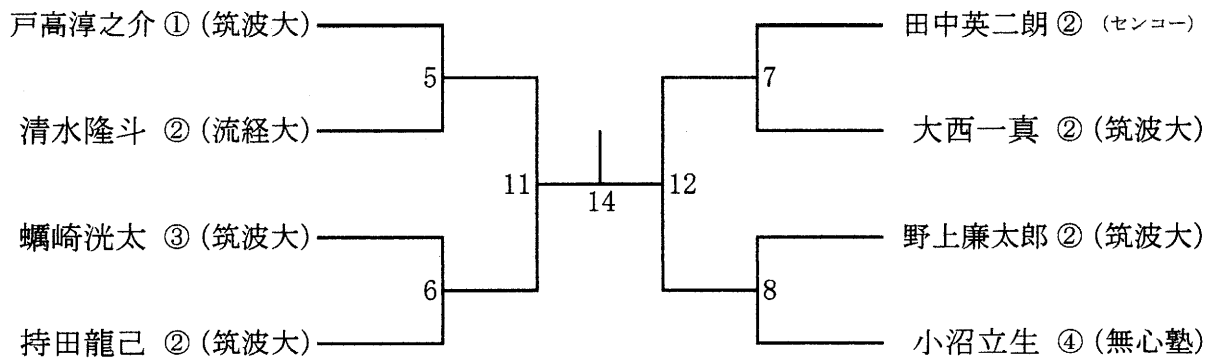 戸高淳之介 ① (筑波大)
5
清水隆斗 ② (流経大)
11
蠣崎洸太 ③ (筑波大)
6
持田龍己 ② (筑波大)
14
田中英二朗 ② (センコー)
7
大西一真 ② (筑波大)
12
野上廉太郎 ② (筑波大)
8
小沼立生 ④ (無心塾)